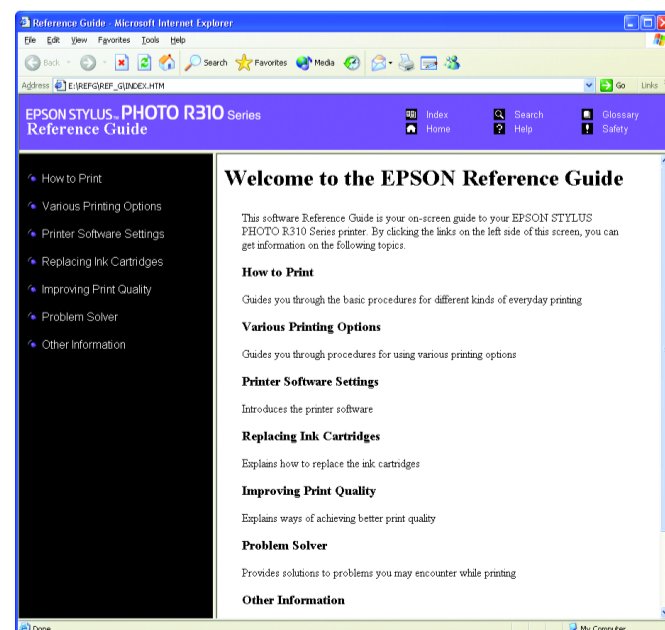 Reference Guide - Microsoft Internet Explorer
File Edit View Favorites Tools Help
Back Search Favorites Media
Address E:\REFG\REF_G\INDEX.HTM Go Links
EPSON STYLUS™ PHOTO R310 Series
Reference Guide
Index Search Glossary
Home Help Safety
How to Print
Various Printing Options
Printer Software Settings
Replacing Ink Cartridges
Improving Print Quality
Problem Solver
Other Information
Welcome to the EPSON Reference Guide
This software Reference Guide is your on-screen guide to your EPSON STYLUS
PHOTO R310 Series printer. By clicking the links on the left side of this screen, you can
get information on the following topics.
How to Print
Guides you through the basic procedures for different kinds of everyday printing
Various Printing Options
Guides you through procedures for using various printing options
Printer Software Settings
Introduces the printer software
Replacing Ink Cartridges
Explains how to replace the ink cartridges
Improving Print Quality
Explains ways of achieving better print quality
Problem Solver
Provides solutions to problems you may encounter while printing
Other Information
Done My Computer